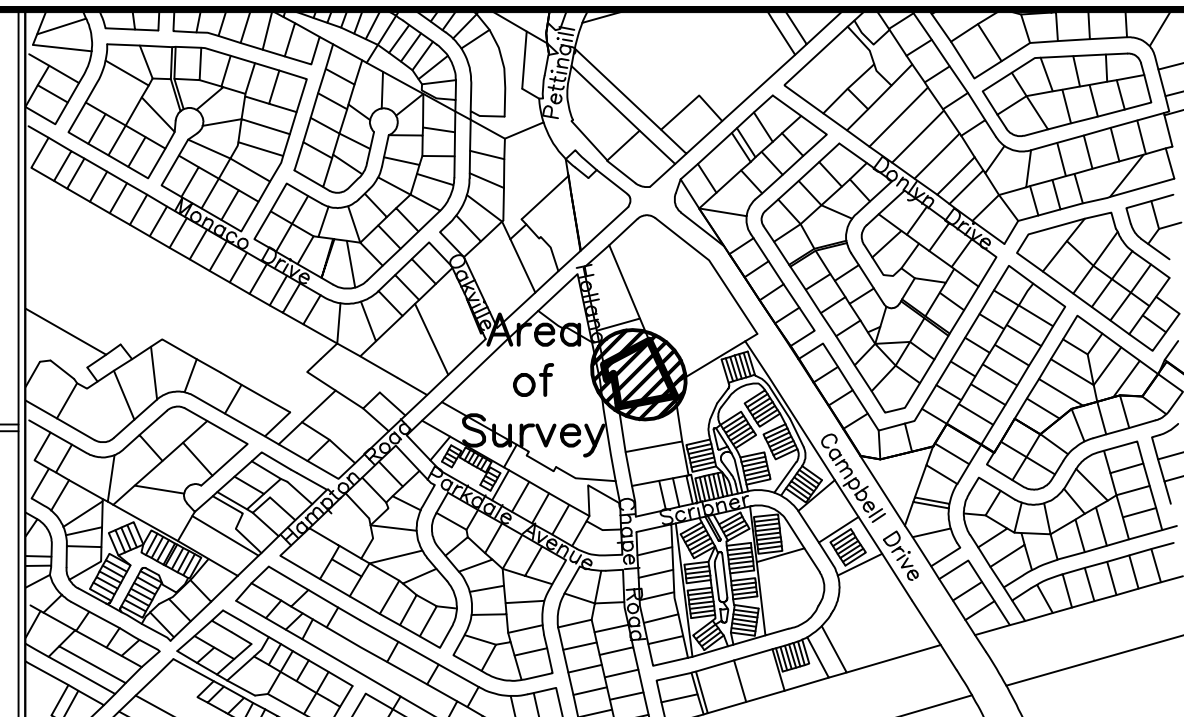 Pettingill
Donlyn Drive
Monaco Drive
Oakville
Holland
Area
of
Survey
Hampton Road
Parkdale Avenue
Chape Road
Scribner
Campbell Drive